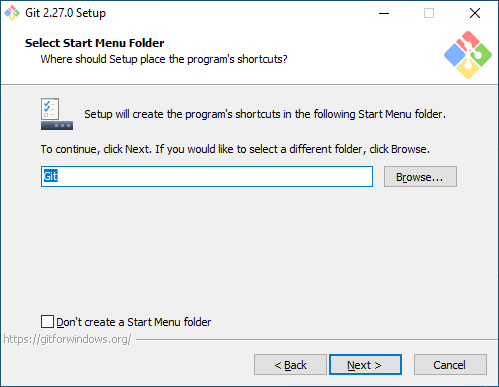 Git 2.27.0 Setup
Select Start Menu Folder
Where should Setup place the program's shortcuts?
Setup will create the program's shortcuts in the following Start Menu folder.
To continue, click Next. If you would like to select a different folder, click Browse.
Git
Browse...
Don't create a Start Menu folder
https://gitforwindows.org/
< Back
Next >
Cancel